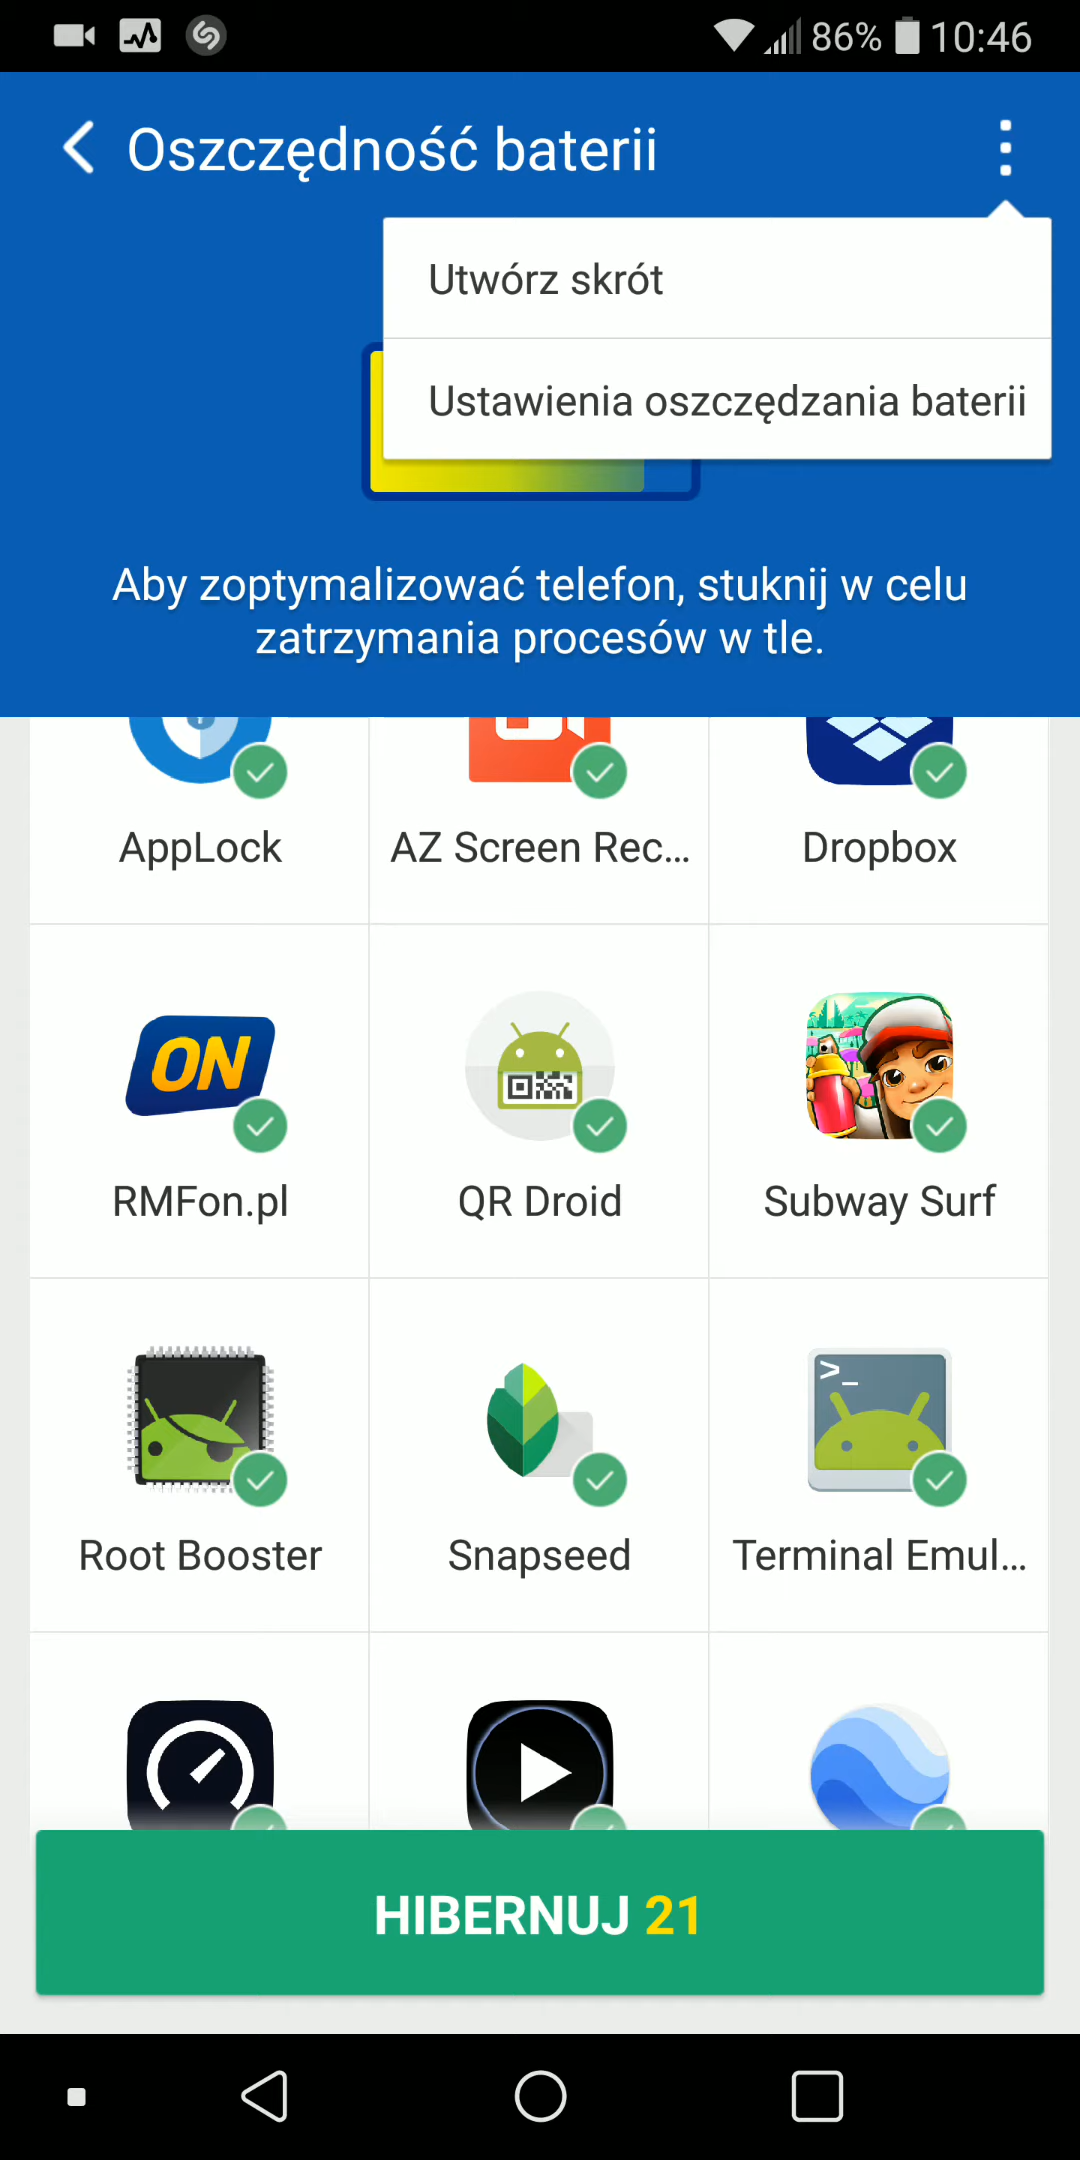 86% 10:46
Oszczędność baterii
Utwórz skrót
Ustawienia oszczędzania baterii
Aby zoptymalizować telefon, stuknij w celu
zatrzymania procesów w tle.
AppLock AZ Screen Rec... Dropbox
ON
RMFon.pl QR Droid Subway Surf
>_
Root Booster Snapseed Terminal Emul...
HIBERNUJ 21